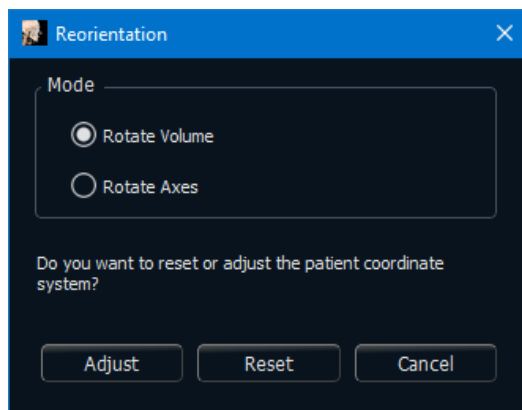 Reorientation
Mode
Rotate Volume
Rotate Axes
Do you want to reset or adjust the patient coordinate
system?
Adjust Reset Cancel